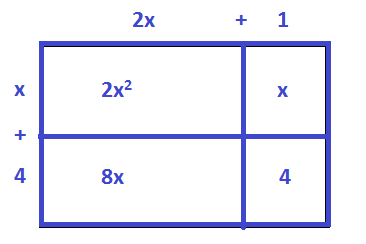 2x + 1
x 2x² x
+
4 8x 4